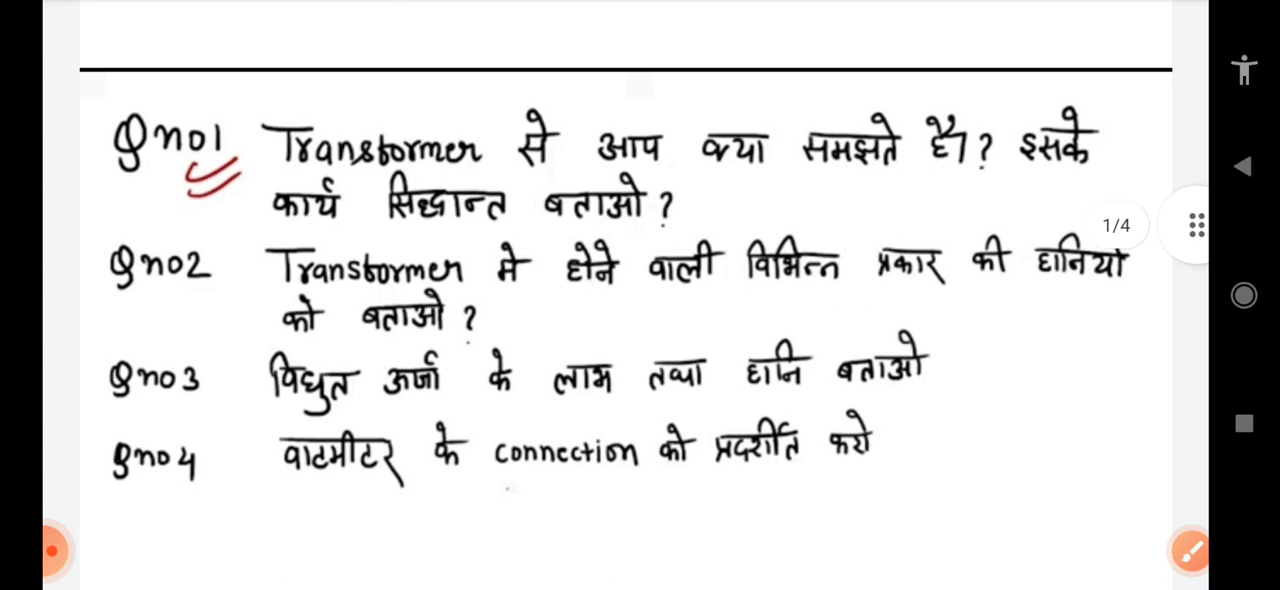 1/4
Qno1 Transformer से आप क्या समझते है? इसके
कार्य सिद्धान्त बताओ?
Qno2 Transformer मे होने वाली विभिन्न प्रकार की हानियो
को बताओ?
Qno3 विधुत ऊर्जा के लाभ तथा हानि बताओ
Qno4 वाटमीटर के connection को प्रदर्शीत करो